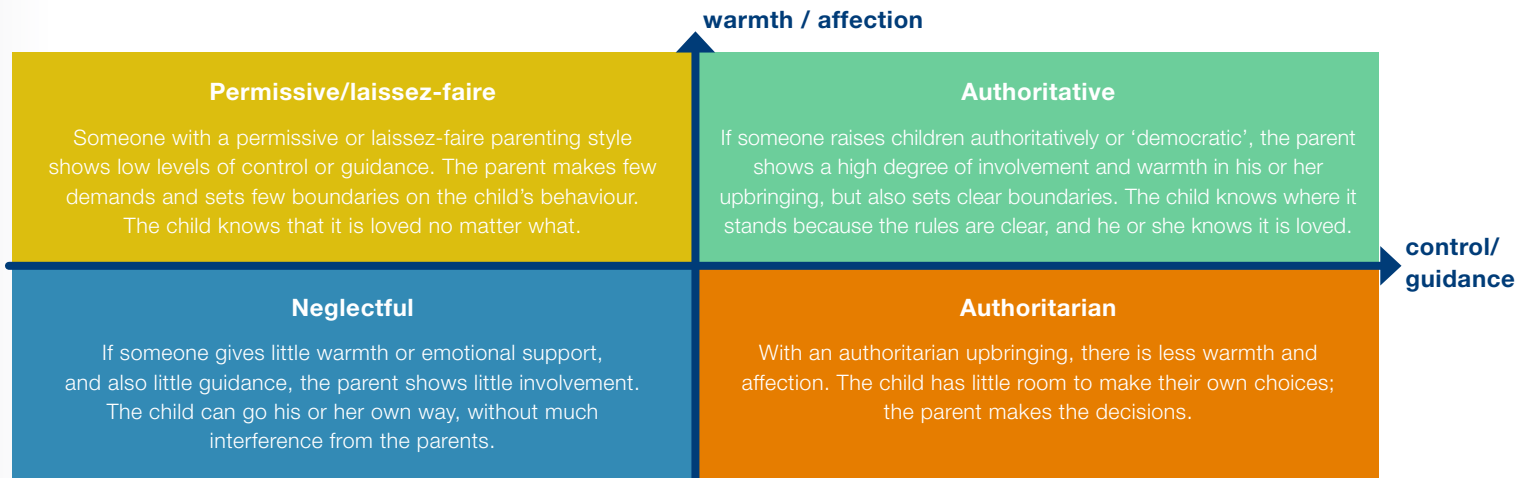 warmth / affection
Permissive/laissez-faire
Someone with a permissive or laissez-faire parenting style
shows low levels of control or guidance. The parent makes few
demands and sets few boundaries on the child’s behaviour.
The child knows that it is loved no matter what.
Authoritative
If someone raises children authoritatively or ‘democratic’, the parent
shows a high degree of involvement and warmth in his or her
upbringing, but also sets clear boundaries. The child knows where it
stands because the rules are clear, and he or she knows it is loved.
control/
guidance
Neglectful
If someone gives little warmth or emotional support,
and also little guidance, the parent shows little involvement.
The child can go his or her own way, without much
interference from the parents.
Authoritarian
With an authoritarian upbringing, there is less warmth and
affection. The child has little room to make their own choices;
the parent makes the decisions.